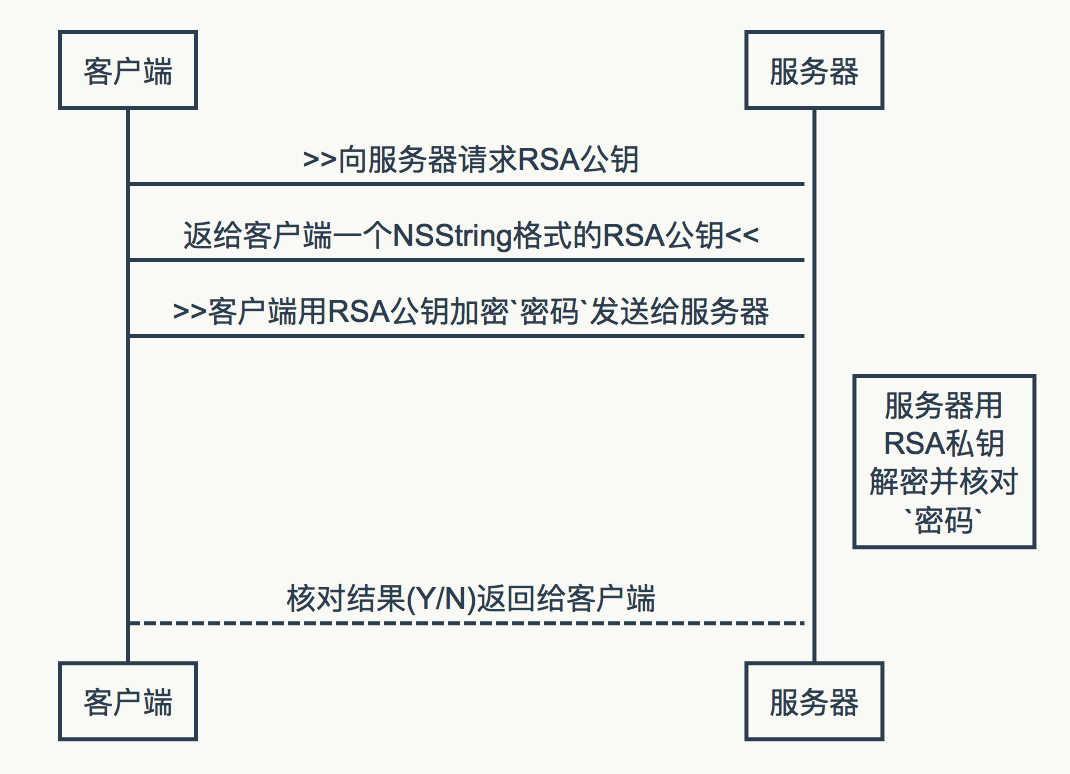 客户端
服务器
>>向服务器请求RSA公钥
返给客户端一个NSString格式的RSA公钥<<
>>客户端用RSA公钥加密`密码`发送给服务器
服务器用
RSA私钥
解密并核对
`密码`
核对结果(Y/N)返回给客户端
客户端
服务器